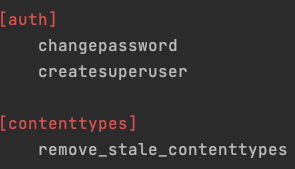 [auth]
changepassword
createsuperuser
[contenttypes]
remove_stale_contenttypes